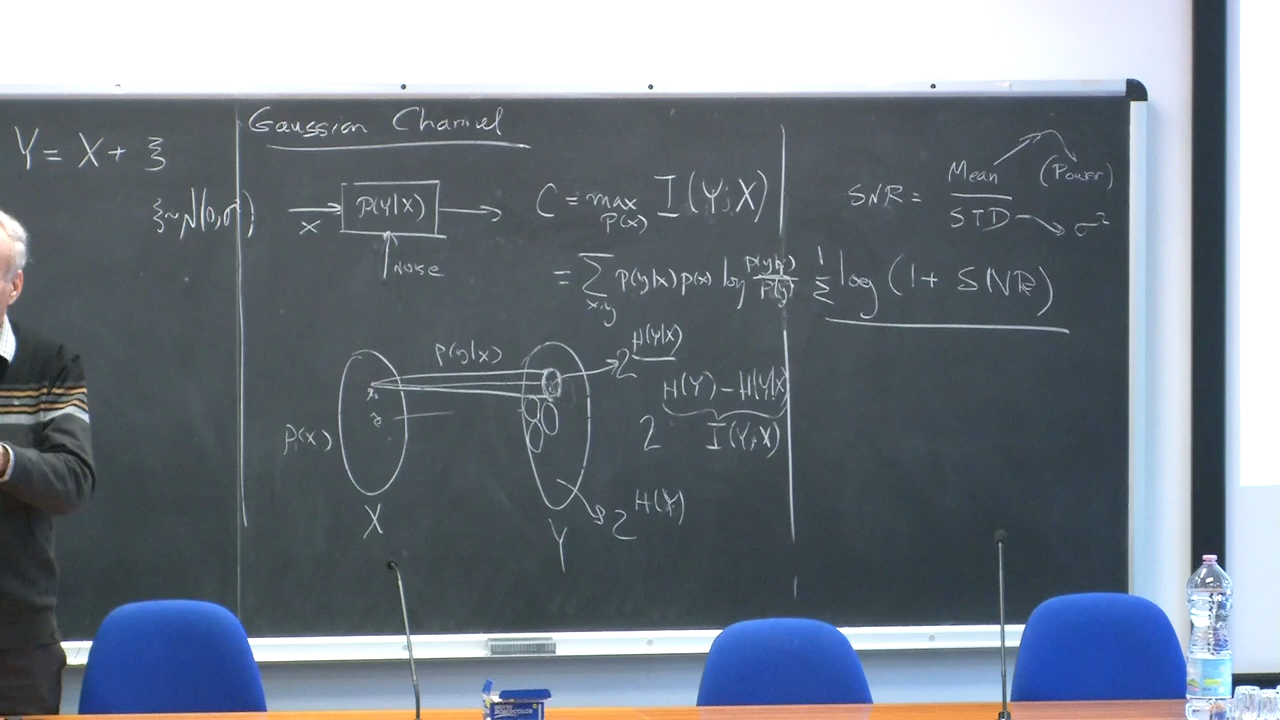 Y = X + ξ
ξ ~ N(0, σ)
Gaussian Channel
X
P(y|x)
Noise
C = max I(Y;X)
P(x)
= Σ P(y|x) p(x) log P(y|x) / P(y)
x,y
P(x)
P(y|x)
X
Y
2^H(Y|X)
H(Y) - H(Y|X)
2
I(Y;X)
2^H(Y)
SNR = Mean / STD
(Power)
σ²
1/2 log (1 + SNR)